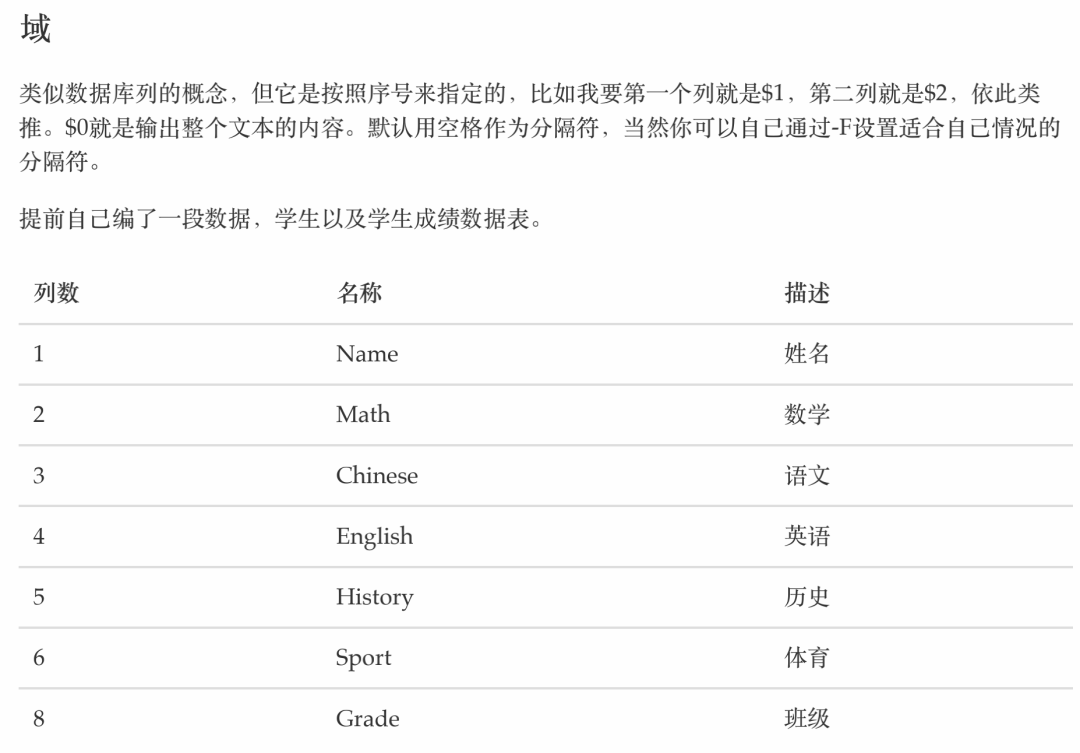 域
类似数据库列的概念，但它是按照序号来指定的，比如我要第一个列就是$1，第二列就是$2，依此类
推。$0就是输出整个文本的内容。默认用空格作为分隔符，当然你可以自己通过-F设置适合自己情况的
分隔符。
提前自己编了一段数据，学生以及学生成绩数据表。
列数 名称 描述
1 Name 姓名
2 Math 数学
3 Chinese 语文
4 English 英语
5 History 历史
6 Sport 体育
8 Grade 班级